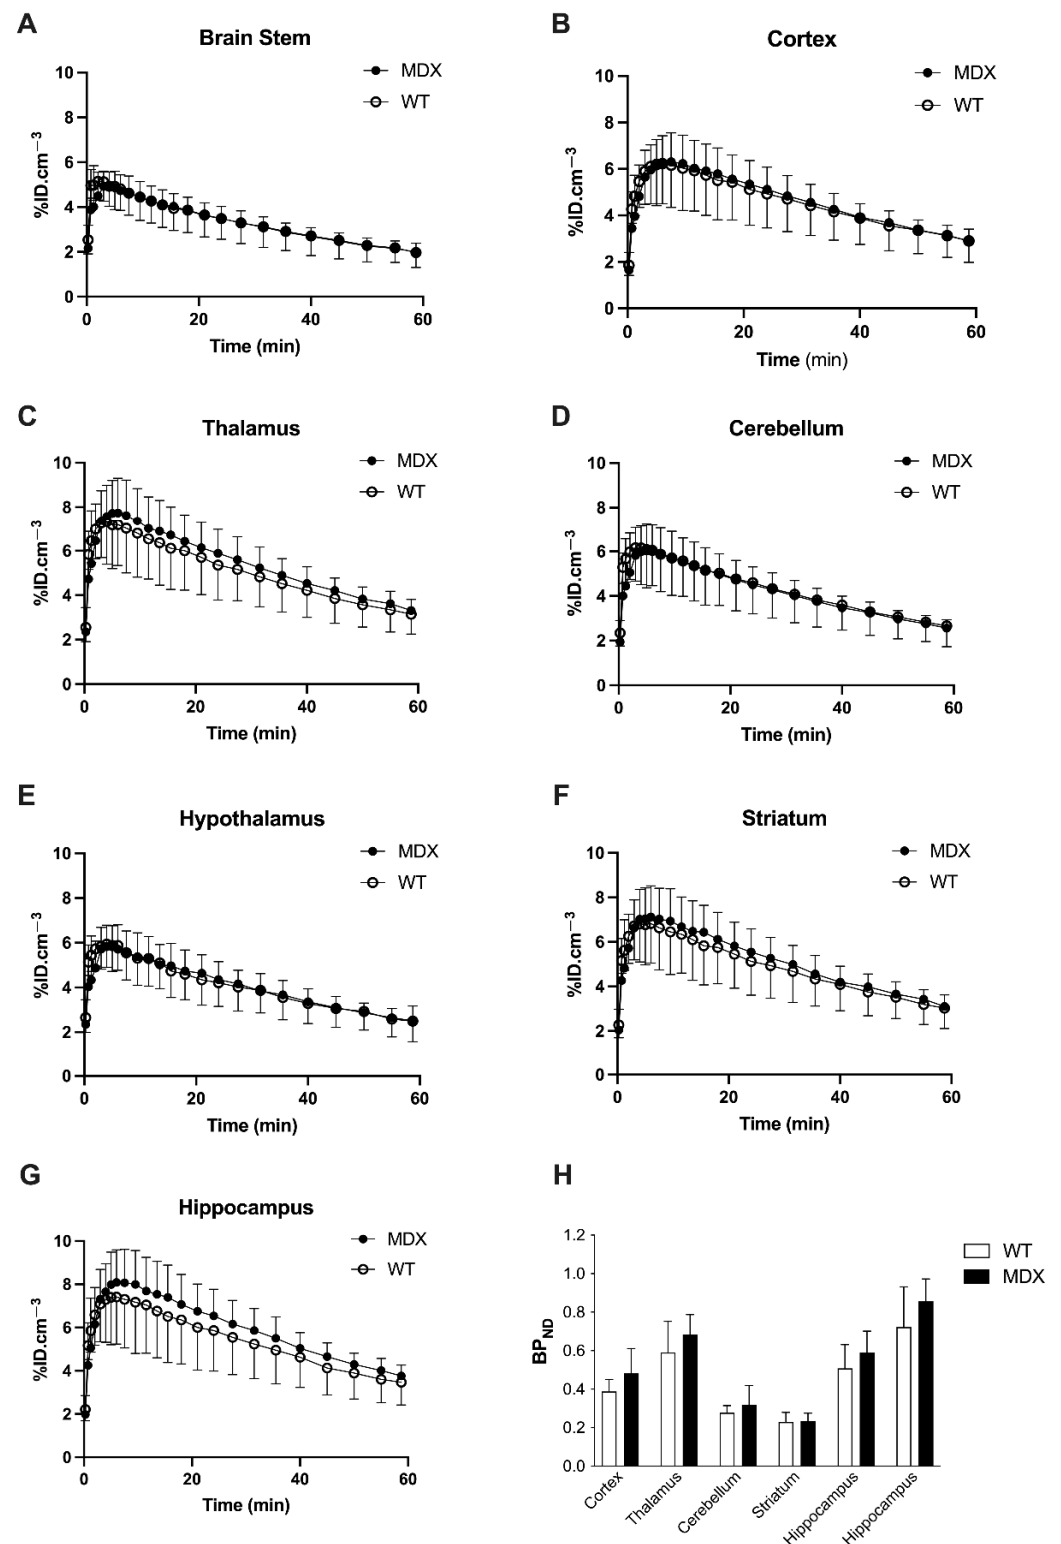 A
Brain Stem
MDX
WT
10
8
6
4
2
0
%ID.cm−3
0 20 40 60
Time (min)
B
Cortex
MDX
WT
10
8
6
4
2
0
%ID.cm−3
0 20 40 60
Time (min)
C
Thalamus
MDX
WT
10
8
6
4
2
0
%ID.cm−3
0 20 40 60
Time (min)
D
Cerebellum
MDX
WT
10
8
6
4
2
0
%ID.cm−3
0 20 40 60
Time (min)
E
Hypothalamus
MDX
WT
10
8
6
4
2
0
%ID.cm−3
0 20 40 60
Time (min)
F
Striatum
MDX
WT
10
8
6
4
2
0
%ID.cm−3
0 20 40 60
Time (min)
G
Hippocampus
MDX
WT
10
8
6
4
2
0
%ID.cm−3
0 20 40 60
Time (min)
H
WT
MDX
1.2
1.0
0.8
0.6
0.4
0.2
0.0
BPND
Cortex
Thalamus
Cerebellum
Striatum
Hippocampus
Hippocampus